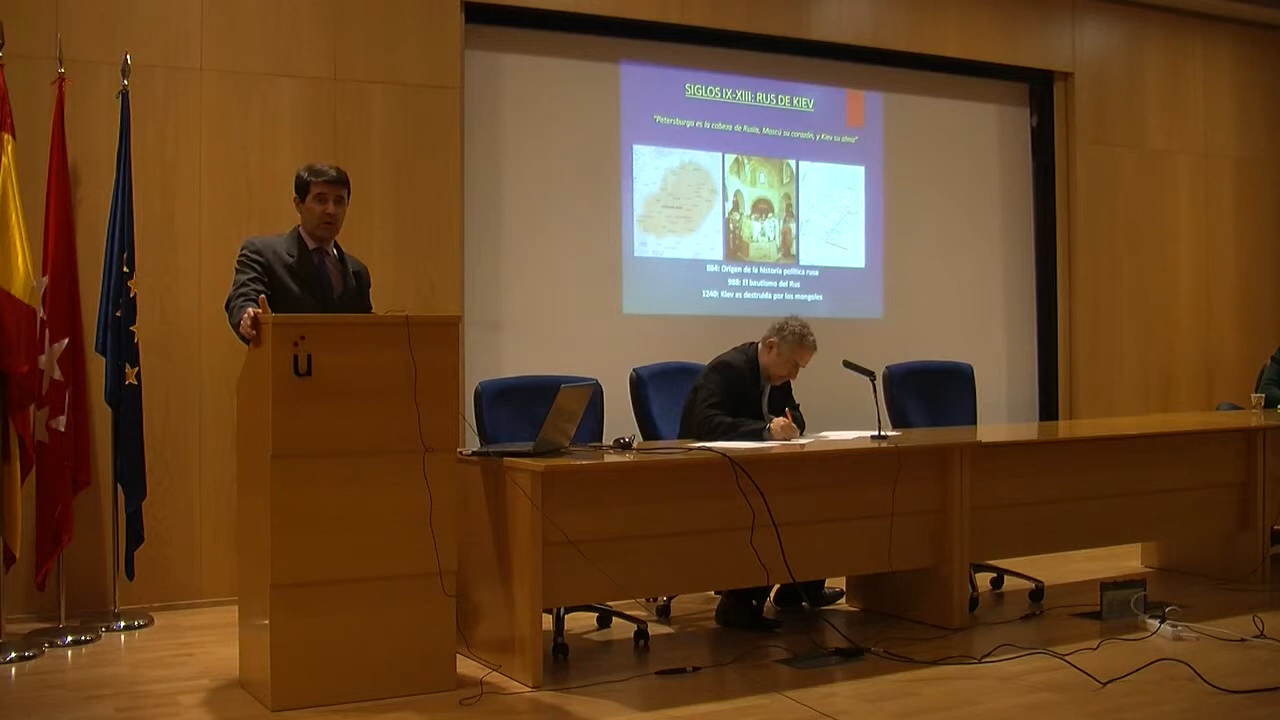 SIGLOS IX-XIII: RUS DE KIEV
"Petersburgo es la cabeza de Rusia, Moscú su corazón, y Kiev su alma"
884: Origen de la historia política rusa
988: El bautismo del Rus
1240: Kiev es destruida por los mongoles
ü